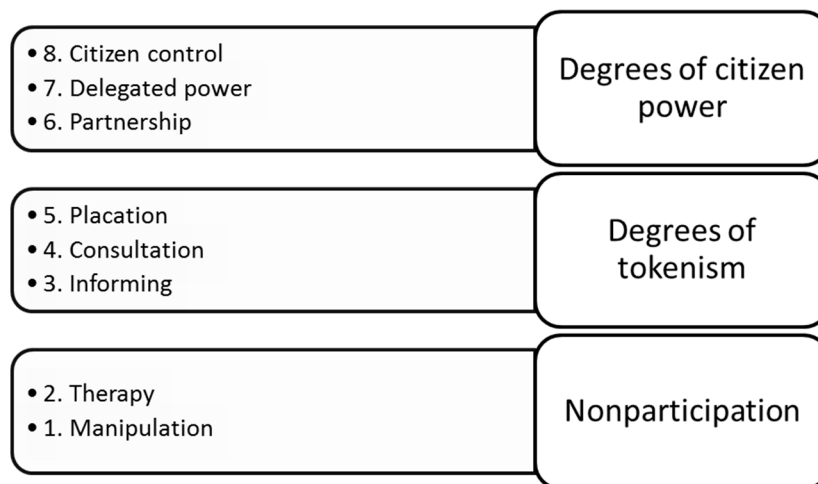 • 8. Citizen control
• 7. Delegated power
• 6. Partnership
Degrees of citizen
power
• 5. Placation
• 4. Consultation
• 3. Informing
Degrees of
tokenism
• 2. Therapy
• 1. Manipulation
Nonparticipation